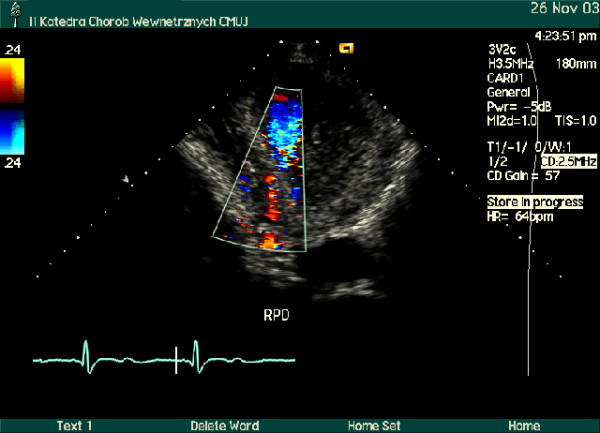 26 Nov 03
II Katedra Chorob Wewnetrznych CMUJ
4:23:51 pm
3V2c
H3.5MHz 180mm
CARD1
General
Pwr= -5dB
MI2d=1.0 TIS=1.0
T1/-1/ 0/W:1
1/2 CD:2.5MHz
CD Gain = 57
Store in progress
HR= 64bpm
24
24
RPD
Text 1 Delete Word Home Set Home